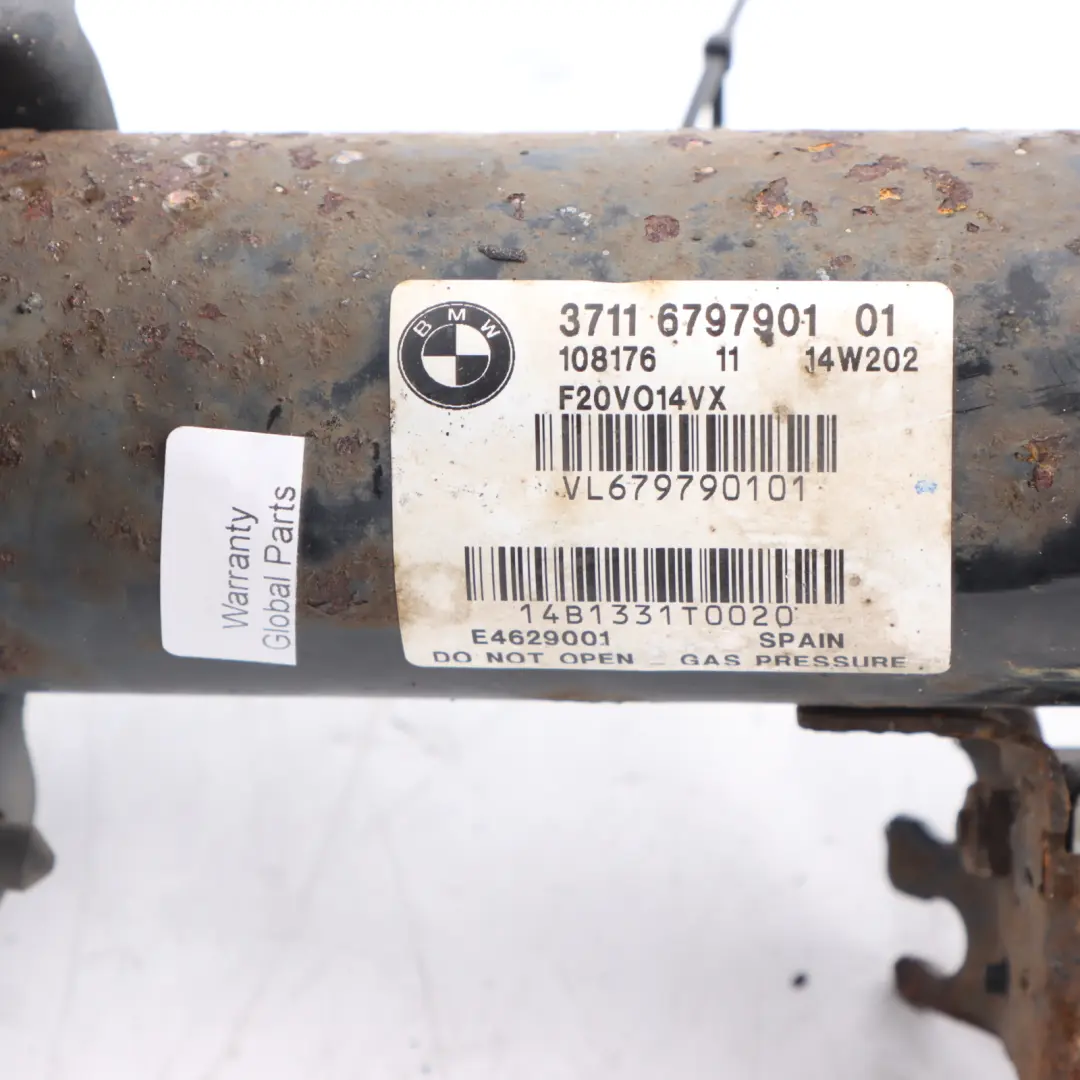 BMW
3711 6797901 01
108176 11 14W202
F20VO14VX
VL679790101
14B1331T0020
E4629001 SPAIN
DO NOT OPEN - GAS PRESSURE
Warranty
Global Parts